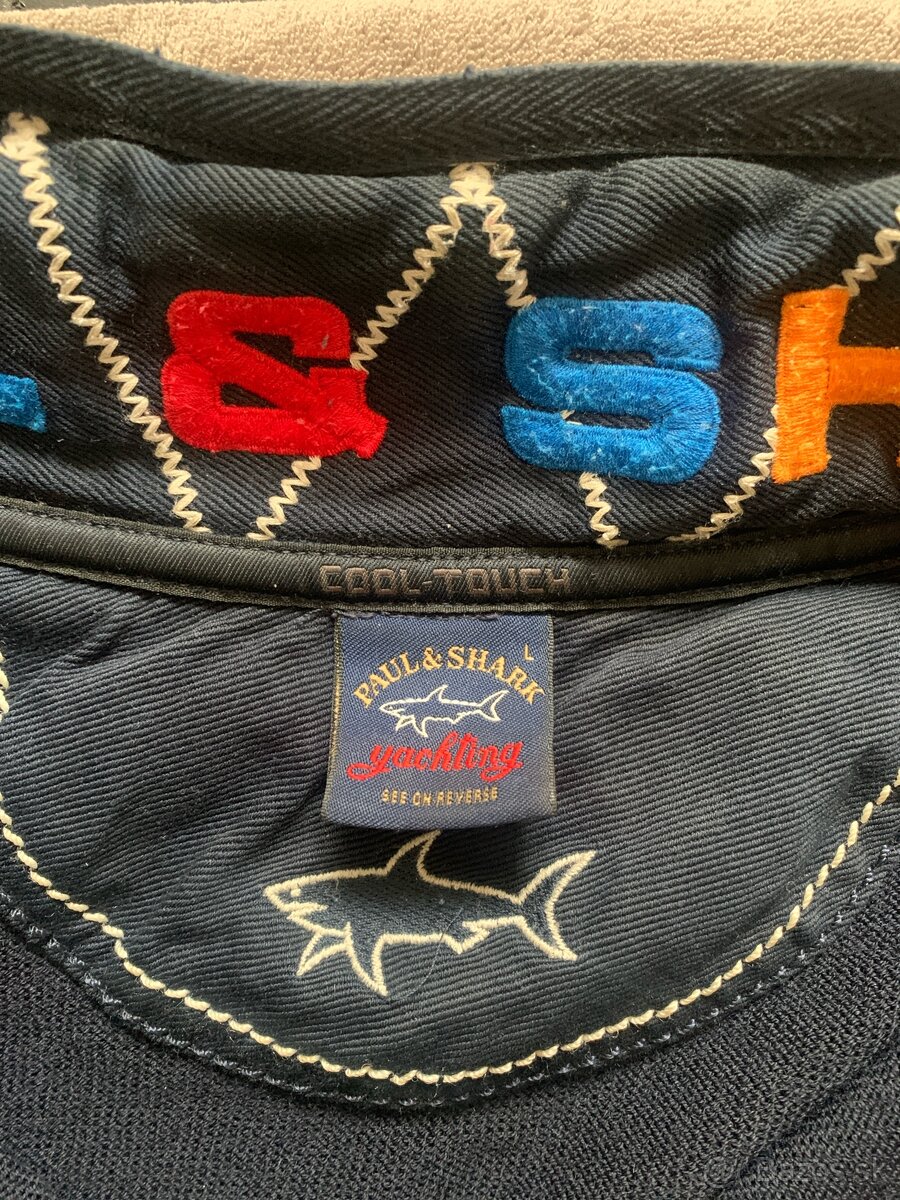 L & SH
COOL-TOUCH
L
PAUL & SHARK
yachting
SEE ON REVERSE